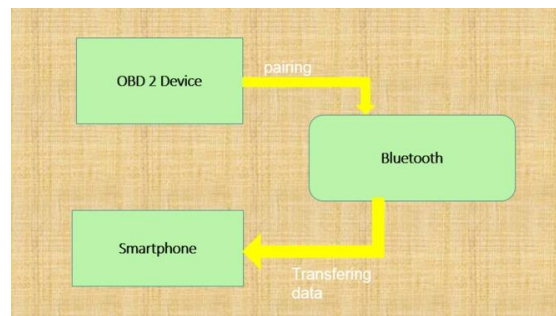 OBD 2 Device
pairing
Bluetooth
Smartphone
Transfering
data